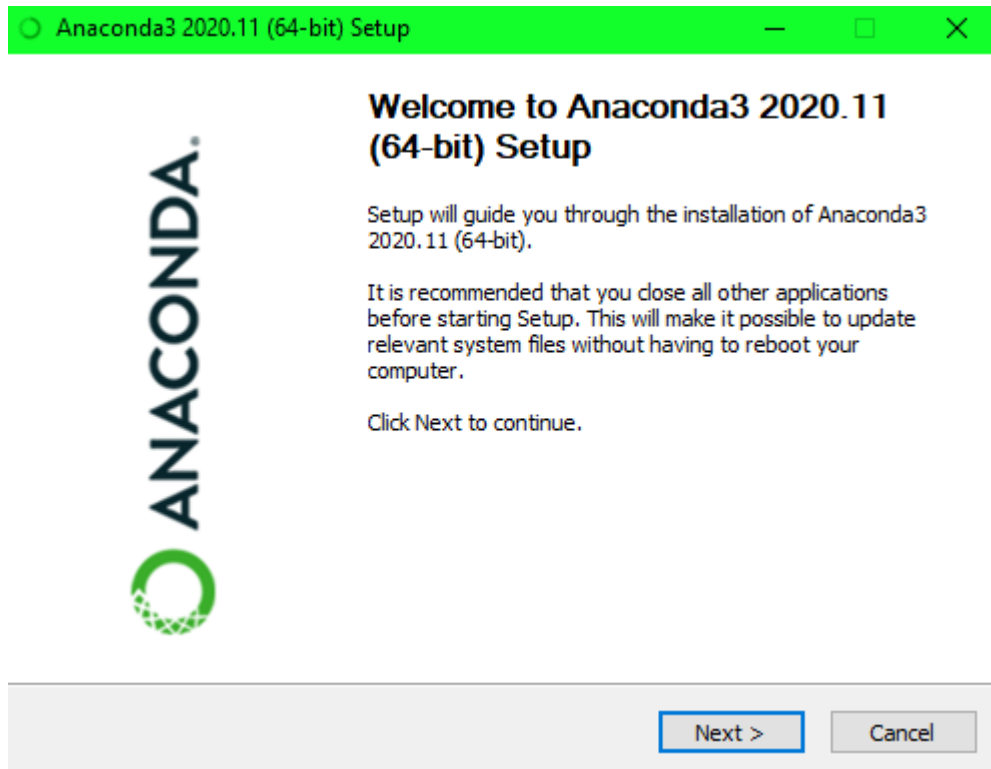 Anaconda3 2020.11 (64-bit) Setup
Welcome to Anaconda3 2020.11
(64-bit) Setup
ANACONDA.
Setup will guide you through the installation of Anaconda3
2020.11 (64-bit).
It is recommended that you close all other applications
before starting Setup. This will make it possible to update
relevant system files without having to reboot your
computer.
Click Next to continue.
Next >
Cancel